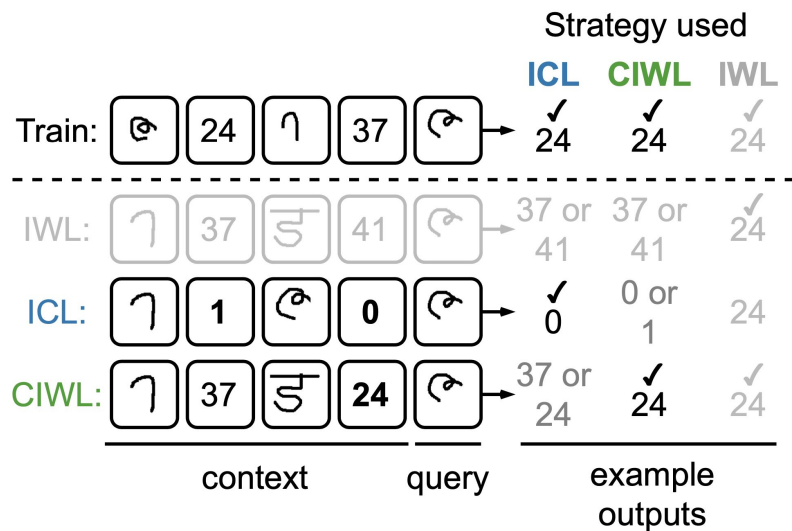 Strategy used
ICL CIWL IWL
Train: 24 37 24 24 24
IWL: 37 41 37 or 41 37 or 41 24
ICL: 1 0 0 0 or 1 24
CIWL: 37 24 37 or 24 24 24
context query example outputs